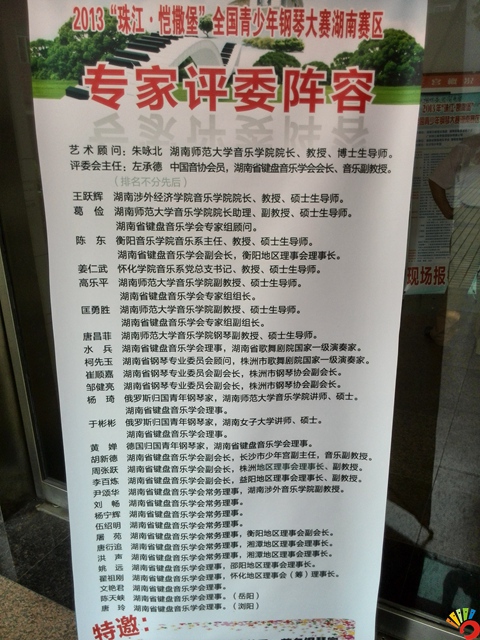 2013“珠江·恺撒堡”全国青少年钢琴大赛湖南赛区
专家评委阵容
艺术顾问：朱咏北 湖南师范大学音乐学院院长、教授、博士生导师。
评委会主任：左承德 中国音协会员，湖南省键盘音乐学会会长、音乐副教授。
（排名不分先后）
王跃辉 湖南涉外经济学院音乐学院院长、教授、硕士生导师。
葛 俭 湖南师范大学音乐学院院长助理、副教授、硕士生导师。
湖南省键盘音乐学会专家组顾问。
陈 东 衡阳音乐学院音乐系主任、教授、硕士生导师。
湖南省键盘音乐学会副会长，衡阳地区理事会理事长。
姜仁武 怀化学院音乐系党总支书记、教授、硕士生导师。
高乐平 湖南师范大学音乐学院副教授、硕士生导师。
湖南省键盘音乐学会专家组组长。
匡勇胜 湖南师范大学音乐学院副教授、硕士生导师。
湖南省键盘音乐学会专家组副组长。
唐昌菲 湖南师范大学音乐学院钢琴副教授、硕士生导师。
水 兵 湖南省键盘音乐学会理事，湖南省歌舞剧院国家一级演奏家。
柯先玉 湖南省钢琴专业委员会顾问，株洲市歌舞剧院国家一级演奏家。
崔顺嘉 湖南省钢琴专业委员会副会长，株洲市钢琴协会副会长。
邹健亮 湖南省钢琴专业委员会副会长，株洲市钢琴协会副会长。
杨 琦 俄罗斯归国青年钢琴家，湖南师范大学音乐学院讲师、硕士。
湖南省键盘音乐学会理事。
于彬彬 俄罗斯归国青年钢琴家，湖南女子大学讲师、硕士。
湖南省键盘音乐学会理事。
黄 婵 德国归国青年钢琴家，湖南省键盘音乐学会理事。
胡新德 湖南省键盘音乐学会副会长，长沙市少年宫副主任，音乐副教授。
周张跃 湖南省键盘音乐学会副会长，株洲地区理事会理事长、副教授。
李百炼 湖南省键盘音乐学会副会长，益阳地区理事会理事长、副教授。
尹颂华 湖南省键盘音乐学会常务理事，湖南涉外音乐学院副教授。
刘 畅 湖南省键盘音乐学会常务理事。
杨宁辉 湖南省键盘音乐学会常务理事。
伍绍明 湖南省键盘音乐学会常务理事。
屠 苑 湖南省键盘音乐学会常务理事，衡阳地区理事会副会长。
唐衍追 湖南省键盘音乐学会常务理事，湘潭地区理事会理事长。
洪 声 湖南省键盘音乐学会常务理事，湘潭地区理事会理事长。
姚 远 湖南省键盘音乐学会理事，邵阳地区理事会理事长。
翟祖刚 湖南省键盘音乐学会理事，怀化地区理事会（筹）理事长。
文艳君 湖南省键盘音乐学会理事。
陈天峡 湖南省键盘音乐学会理事。（岳阳）
唐 玲 湖南省键盘音乐学会理事。（浏阳）
特邀：
现场报